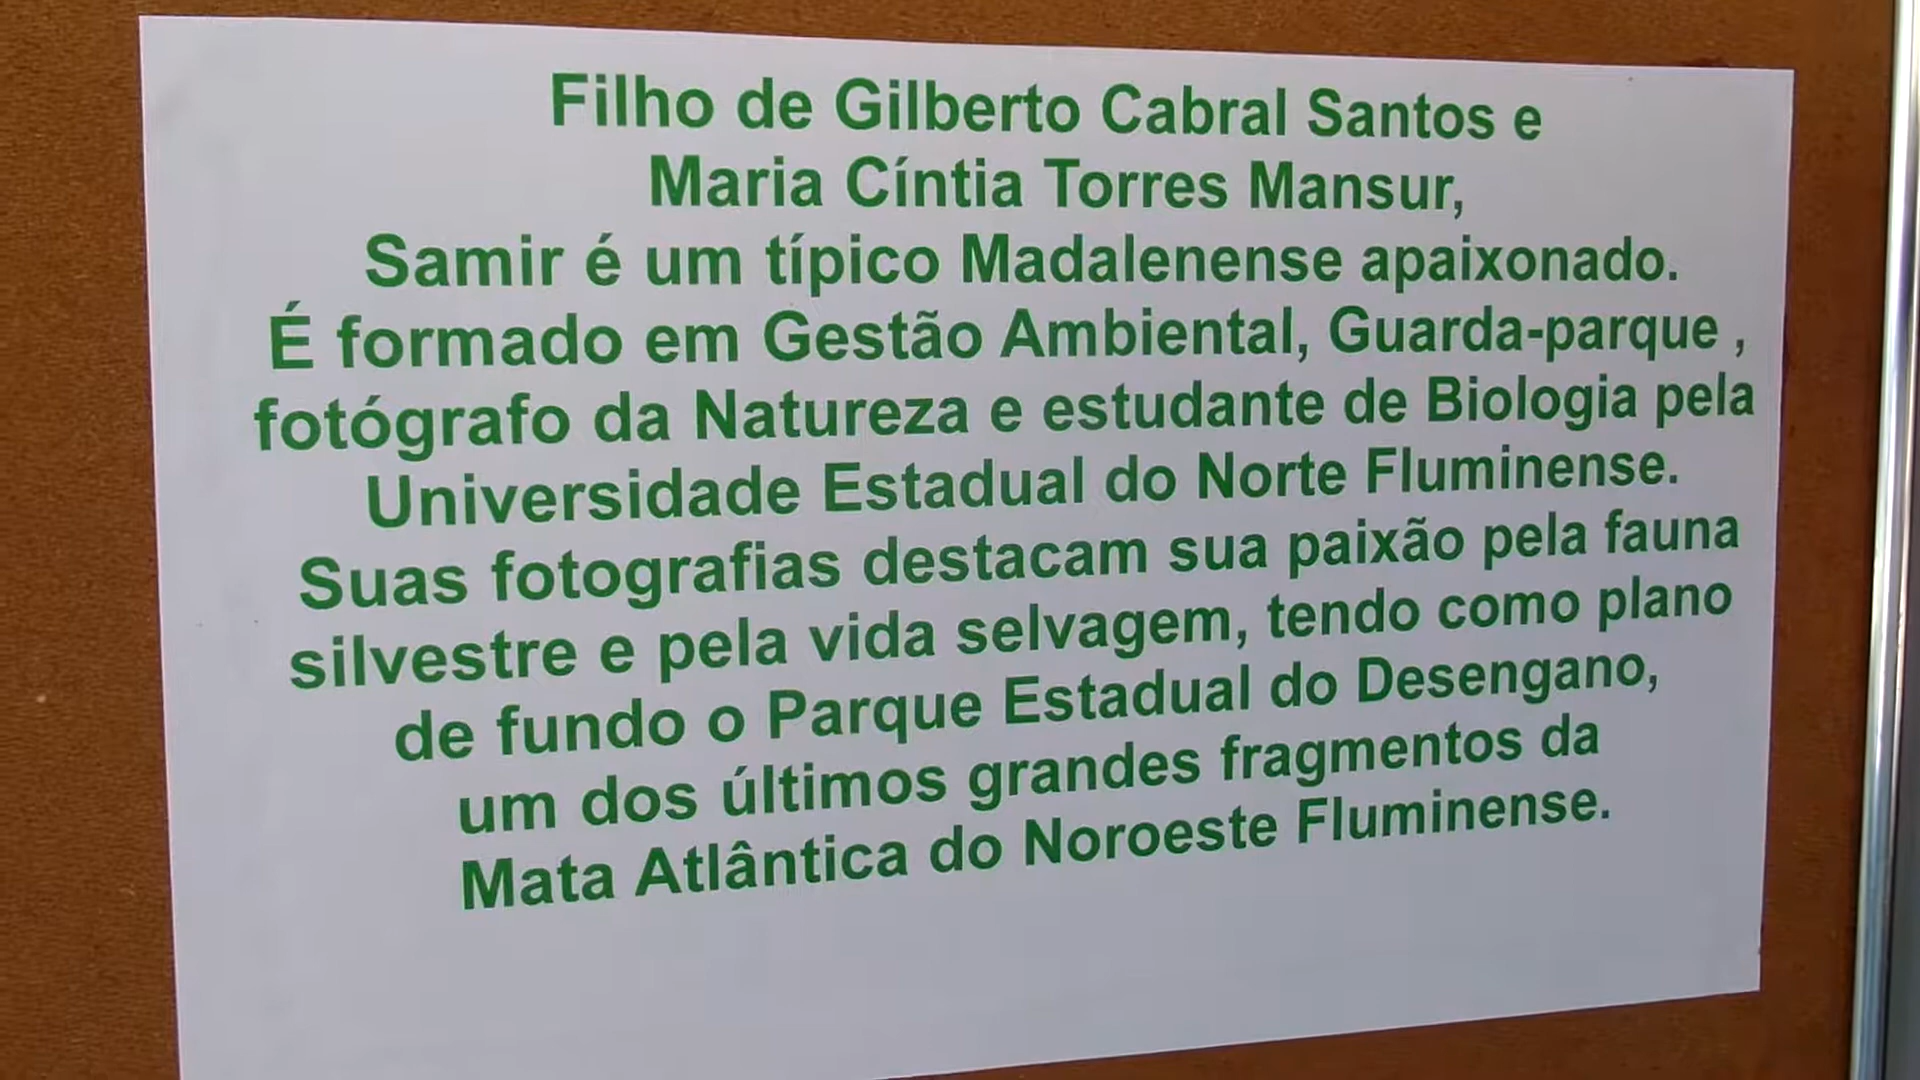 Filho de Gilberto Cabral Santos e
Maria Cíntia Torres Mansur,
Samir é um típico Madalenense apaixonado.
É formado em Gestão Ambiental, Guarda-parque ,
fotógrafo da Natureza e estudante de Biologia pela
Universidade Estadual do Norte Fluminense.
Suas fotografias destacam sua paixão pela fauna
silvestre e pela vida selvagem, tendo como plano
de fundo o Parque Estadual do Desengano,
um dos últimos grandes fragmentos da
Mata Atlântica do Noroeste Fluminense.